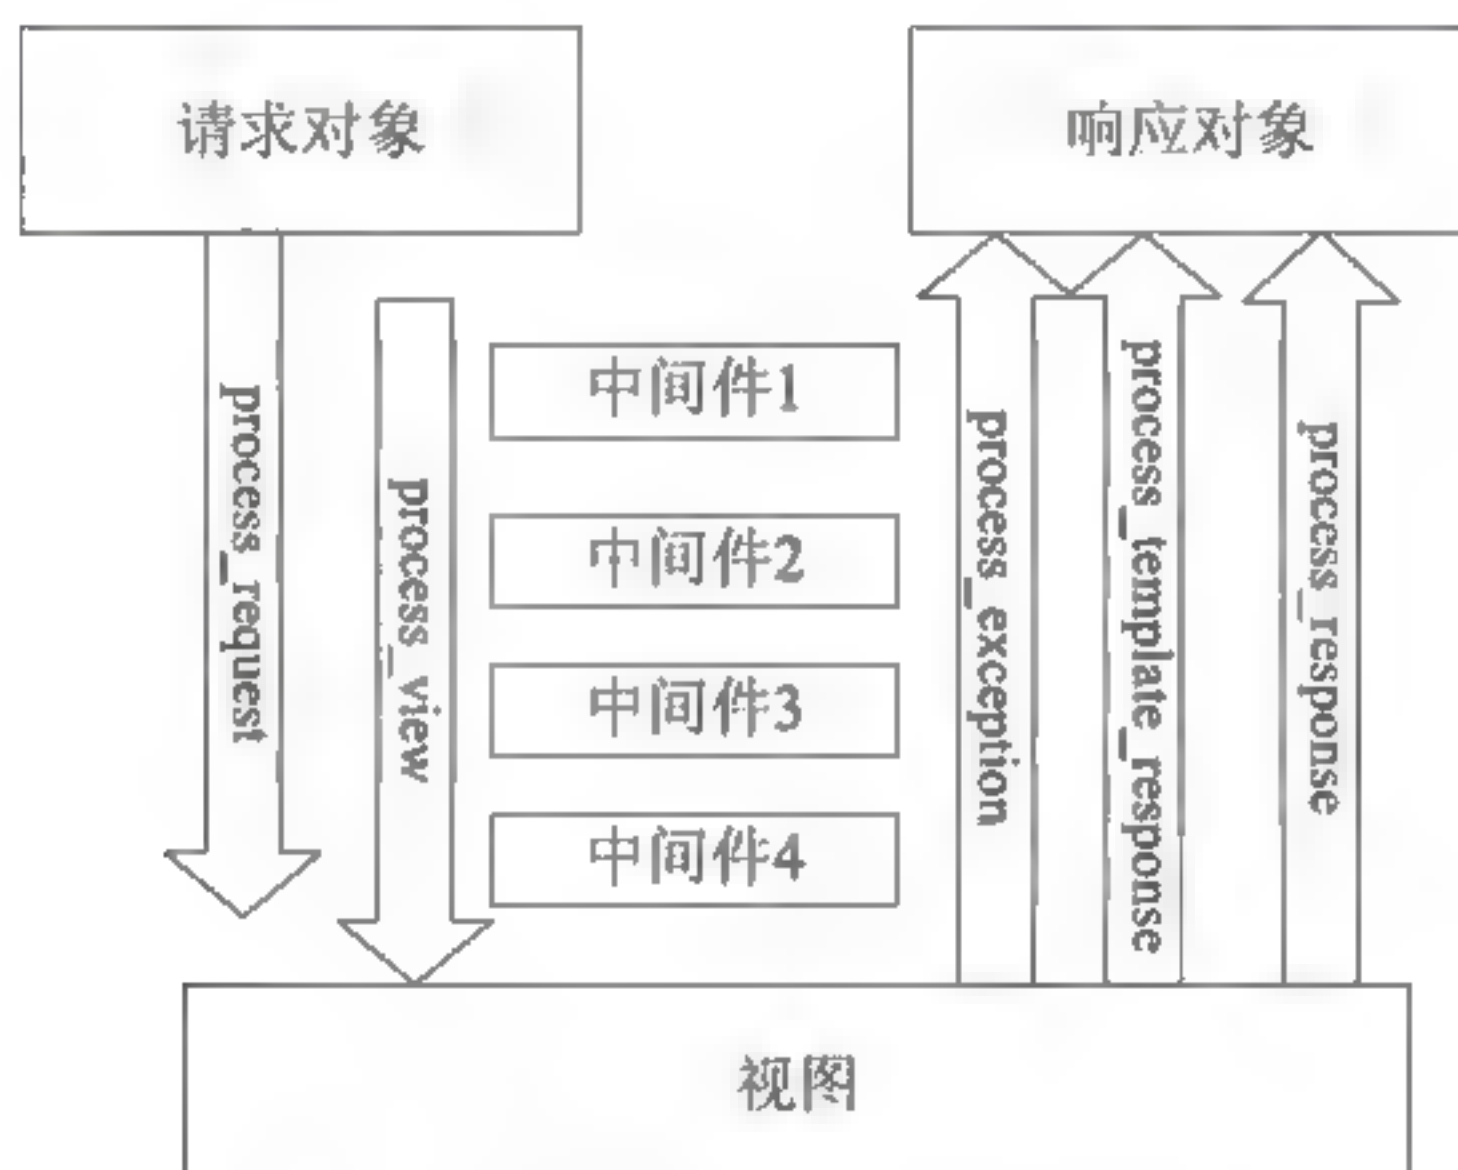 请求对象
响应对象
process_request
process_view
中间件1
中间件2
中间件3
中间件4
process_exception
process_template_response
process_response
视图